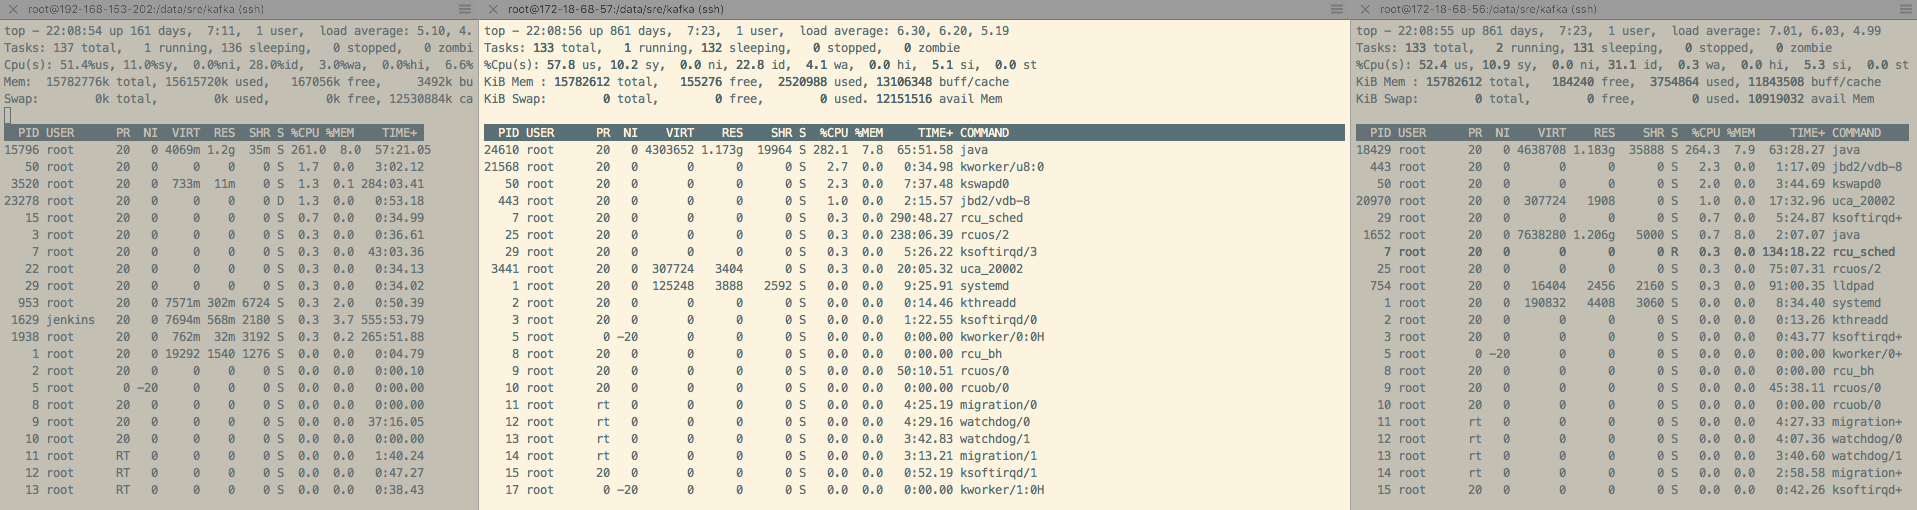 root@192-168-153-202:/data/sre/kafka (ssh)
top - 22:08:54 up 161 days,  7:11,  1 user,  load average: 5.10, 4.
Tasks: 137 total,   1 running, 136 sleeping,   0 stopped,   0 zombi
Cpu(s): 51.4%us, 11.0%sy,  0.0%ni, 28.0%id,  3.0%wa,  0.0%hi,  6.6%
Mem:  15782776k total, 15615720k used,   167056k free,     3492k bu
Swap:        0k total,        0k used,        0k free, 12530884k ca
PID USER      PR  NI  VIRT  RES  SHR S %CPU %MEM    TIME+
15796 root      20   0 4069m 1.2g  35m S 261.0  8.0  57:21.05
50 root      20   0     0    0    0 S  1.7  0.0   3:02.12
3520 root      20   0  733m  11m    0 S  1.3  0.1 284:03.41
23278 root      20   0     0    0    0 D  1.3  0.0   0:53.18
15 root      20   0     0    0    0 S  0.7  0.0   0:34.99
3 root      20   0     0    0    0 S  0.3  0.0   0:36.61
7 root      20   0     0    0    0 S  0.3  0.0  43:03.36
22 root      20   0     0    0    0 S  0.3  0.0   0:34.13
29 root      20   0     0    0    0 S  0.3  0.0   0:34.02
953 root      20   0 7571m 302m 6724 S  0.3  2.0   0:50.39
1629 jenkins   20   0 7694m 568m 2180 S  0.3  3.7 555:53.79
1938 root      20   0  762m  32m 3192 S  0.3  0.2 265:51.88
1 root      20   0 19292 1540 1276 S  0.0  0.0   0:04.79
2 root      20   0     0    0    0 S  0.0  0.0   0:00.10
5 root       0 -20     0    0    0 S  0.0  0.0   0:00.00
8 root      20   0     0    0    0 S  0.0  0.0   0:00.00
9 root      20   0     0    0    0 S  0.0  0.0  37:16.05
10 root      20   0     0    0    0 S  0.0  0.0   0:00.00
11 root      RT   0     0    0    0 S  0.0  0.0   1:40.24
12 root      RT   0     0    0    0 S  0.0  0.0   0:47.27
13 root      RT   0     0    0    0 S  0.0  0.0   0:38.43
root@172-18-68-57:/data/sre/kafka (ssh)
top - 22:08:56 up 861 days,  7:23,  1 user,  load average: 6.30, 6.20, 5.19
Tasks: 133 total,   1 running, 132 sleeping,   0 stopped,   0 zombie
%Cpu(s): 57.8 us, 10.2 sy,  0.0 ni, 22.8 id,  4.1 wa,  0.0 hi,  5.1 si,  0.0 st
KiB Mem : 15782612 total,   155276 free,  2520988 used, 13106348 buff/cache
KiB Swap:        0 total,        0 free,        0 used. 12151516 avail Mem
PID USER      PR  NI    VIRT    RES    SHR S %CPU %MEM     TIME+ COMMAND
24610 root      20   0 4303652 1.173g  19964 S 282.1  7.8  65:51.58 java
21568 root      20   0       0      0      0 S  2.7  0.0   0:34.98 kworker/u8:0
50 root      20   0       0      0      0 S  2.3  0.0   7:37.48 kswapd0
443 root      20   0       0      0      0 S  1.0  0.0   2:15.57 jbd2/vdb-8
7 root      20   0       0      0      0 S  0.3  0.0 290:48.27 rcu_sched
25 root      20   0       0      0      0 S  0.3  0.0 238:06.39 rcuos/2
29 root      20   0       0      0      0 S  0.3  0.0   5:26.22 ksoftirqd/3
3441 root      20   0  307724   3404      0 S  0.3  0.0  20:05.32 uca_20002
1 root      20   0  125248   3888   2592 S  0.0  0.0   9:25.91 systemd
2 root      20   0       0      0      0 S  0.0  0.0   0:14.46 kthreadd
3 root      20   0       0      0      0 S  0.0  0.0   1:22.55 ksoftirqd/0
5 root       0 -20       0      0      0 S  0.0  0.0   0:00.00 kworker/0:0H
8 root      20   0       0      0      0 S  0.0  0.0   0:00.00 rcu_bh
9 root      20   0       0      0      0 S  0.0  0.0  50:10.51 rcuos/0
10 root      20   0       0      0      0 S  0.0  0.0   0:00.00 rcuob/0
11 root      rt   0       0      0      0 S  0.0  0.0   4:25.19 migration/0
12 root      rt   0       0      0      0 S  0.0  0.0   4:29.16 watchdog/0
13 root      rt   0       0      0      0 S  0.0  0.0   3:42.83 watchdog/1
14 root      rt   0       0      0      0 S  0.0  0.0   3:13.21 migration/1
15 root      20   0       0      0      0 S  0.0  0.0   0:52.19 ksoftirqd/1
17 root       0 -20       0      0      0 S  0.0  0.0   0:00.00 kworker/1:0H
root@172-18-68-56:/data/sre/kafka (ssh)
top - 22:08:55 up 861 days,  7:23,  1 user,  load average: 7.01, 6.03, 4.99
Tasks: 133 total,   2 running, 131 sleeping,   0 stopped,   0 zombie
%Cpu(s): 52.4 us, 10.9 sy,  0.0 ni, 31.1 id,  0.3 wa,  0.0 hi,  5.3 si,  0.0 st
KiB Mem : 15782612 total,   184240 free,  3754864 used, 11843508 buff/cache
KiB Swap:        0 total,        0 free,        0 used. 10919032 avail Mem
PID USER      PR  NI    VIRT    RES    SHR S %CPU %MEM     TIME+ COMMAND
18429 root      20   0 4638708 1.183g  35888 S 264.3  7.9  63:28.27 java
443 root      20   0       0      0      0 S  2.3  0.0   1:17.09 jbd2/vdb-8
50 root      20   0       0      0      0 S  2.0  0.0   3:44.69 kswapd0
20970 root      20   0  307724   1908      0 S  1.0  0.0  17:32.96 uca_20002
29 root      20   0       0      0      0 S  0.7  0.0   5:24.87 ksoftirqd+
1652 root      20   0 7638280 1.206g   5000 S  0.7  8.0   2:07.07 java
7 root      20   0       0      0      0 R  0.3  0.0 134:18.22 rcu_sched
25 root      20   0       0      0      0 S  0.3  0.0  75:07.31 rcuos/2
754 root      20   0   16404   2456   2160 S  0.3  0.0  91:00.35 lldpad
1 root      20   0  190832   4408   3060 S  0.0  0.0   8:34.40 systemd
2 root      20   0       0      0      0 S  0.0  0.0   0:13.26 kthreadd
3 root      20   0       0      0      0 S  0.0  0.0   0:43.77 ksoftirqd+
5 root       0 -20       0      0      0 S  0.0  0.0   0:00.00 kworker/0+
8 root      20   0       0      0      0 S  0.0  0.0   0:00.00 rcu_bh
9 root      20   0       0      0      0 S  0.0  0.0  45:38.11 rcuos/0
10 root      20   0       0      0      0 S  0.0  0.0   0:00.00 rcuob/0
11 root      rt   0       0      0      0 S  0.0  0.0   4:27.33 migration+
12 root      rt   0       0      0      0 S  0.0  0.0   4:07.36 watchdog/0
13 root      rt   0       0      0      0 S  0.0  0.0   3:40.60 watchdog/1
14 root      rt   0       0      0      0 S  0.0  0.0   2:58.58 migration+
15 root      20   0       0      0      0 S  0.0  0.0   0:42.26 ksoftirqd+